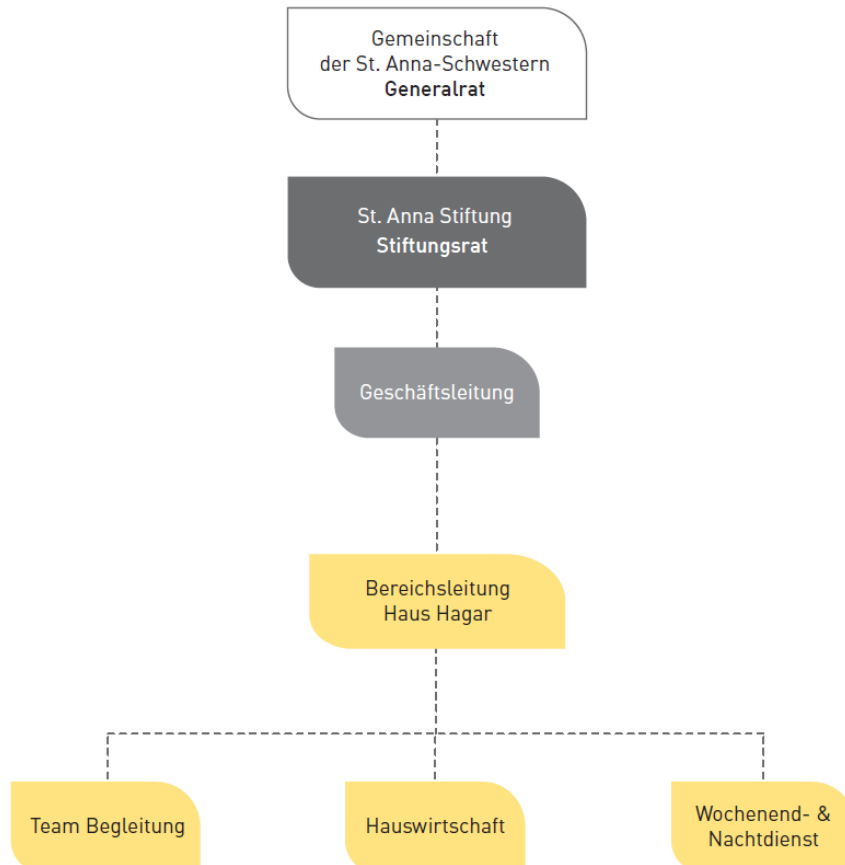 Gemeinschaft
der St. Anna-Schwestern
Generalrat
St. Anna Stiftung
Stiftungsrat
Geschäftsleitung
Bereichsleitung
Haus Hagar
Team Begleitung
Hauswirtschaft
Wochenend- &
Nachtdienst